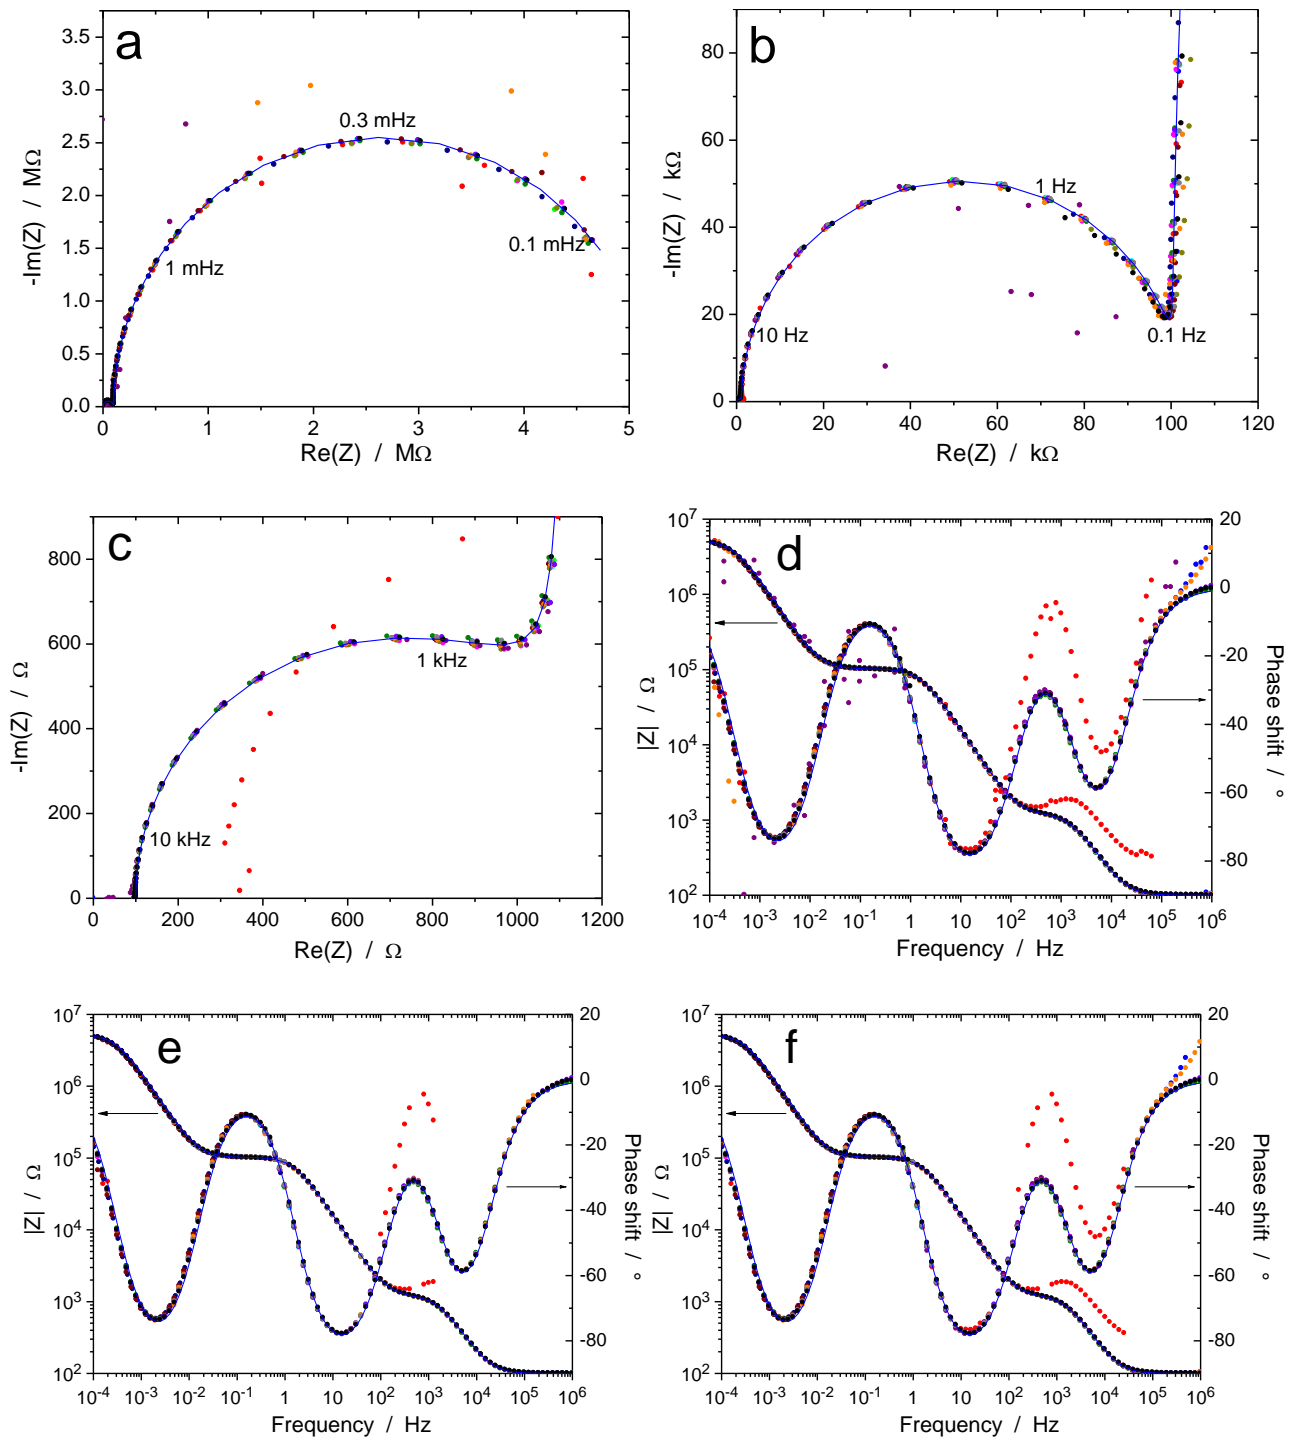 a
3.5
3.0
2.5
2.0
1.5
1.0
0.5
0.0
-Im(Z) / MΩ
0.3 mHz
1 mHz
0.1 mHz
0 1 2 3 4 5
Re(Z) / MΩ
b
80
60
40
20
0
-Im(Z) / kΩ
1 Hz
10 Hz
0.1 Hz
0 20 40 60 80 100 120
Re(Z) / kΩ
c
800
600
400
200
0
-Im(Z) / Ω
1 kHz
10 kHz
0 200 400 600 800 1000 1200
Re(Z) / Ω
d
10⁷
10⁶
10⁵
10⁴
10³
10²
|Z| / Ω
20
0
-20
-40
-60
-80
Phase shift / °
10⁻⁴ 10⁻³ 10⁻² 10⁻¹ 1 10¹ 10² 10³ 10⁴ 10⁵ 10⁶
Frequency / Hz
e
10⁷
10⁶
10⁵
10⁴
10³
10²
|Z| / Ω
20
0
-20
-40
-60
-80
Phase shift / °
10⁻⁴ 10⁻³ 10⁻² 10⁻¹ 1 10¹ 10² 10³ 10⁴ 10⁵ 10⁶
Frequency / Hz
f
10⁷
10⁶
10⁵
10⁴
10³
10²
|Z| / Ω
20
0
-20
-40
-60
-80
Phase shift / °
10⁻⁴ 10⁻³ 10⁻² 10⁻¹ 1 10¹ 10² 10³ 10⁴ 10⁵ 10⁶
Frequency / Hz